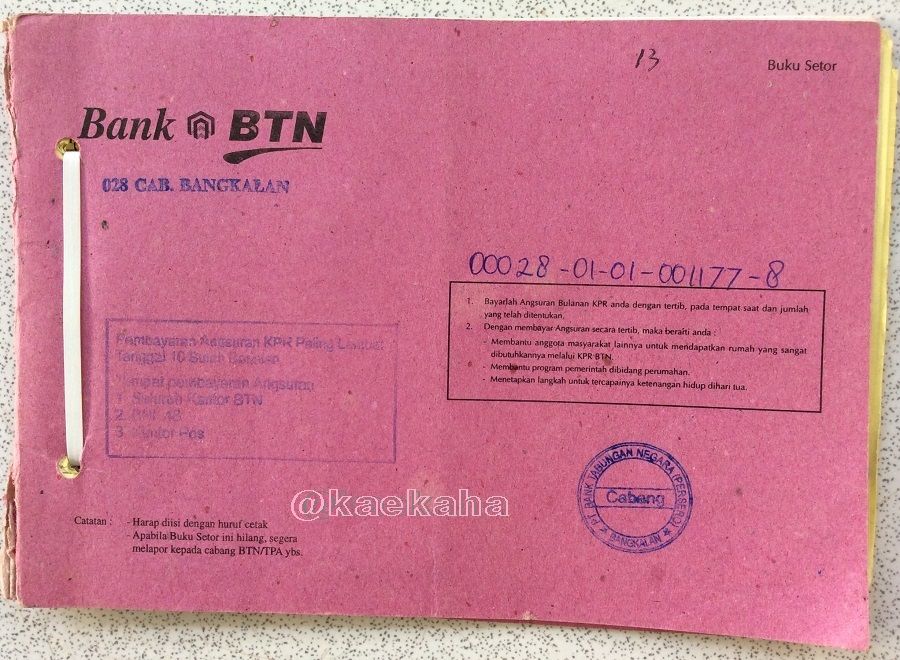 13
Buku Setor
Bank BTN
028 CAB. BANGKALAN
00028-01-01-001177-8
1. Bayarlah Angsuran Bulanan KPR anda dengan tertib, pada tempat saat dan jumlah
yang telah ditentukan.
2. Dengan membayar Angsuran secara tertib, maka berarti anda :
- Membantu anggota masyarakat lainnya untuk mendapatkan rumah yang sangat
dibutuhkannya melalui KPR BTN.
- Membantu program pemerintah dibidang perumahan.
- Menetapkan langkah untuk tercapainya ketenangan hidup dihari tua.
Pembayaran Angsuran KPR Paling Lambat
Tanggal 10 Bulan
Tempat pembayaran Angsuran
1. Seluruh Kantor BTN
2.
3. Kantor Pos
PT. BANK TABUNGAN NEGARA (PERSERO)
Cabang
BANGKALAN
@kaekaha
Catatan : - Harap diisi dengan huruf cetak
- Apabila Buku Setor ini hilang, segera
melapor kepada cabang BTN/TPA ybs.